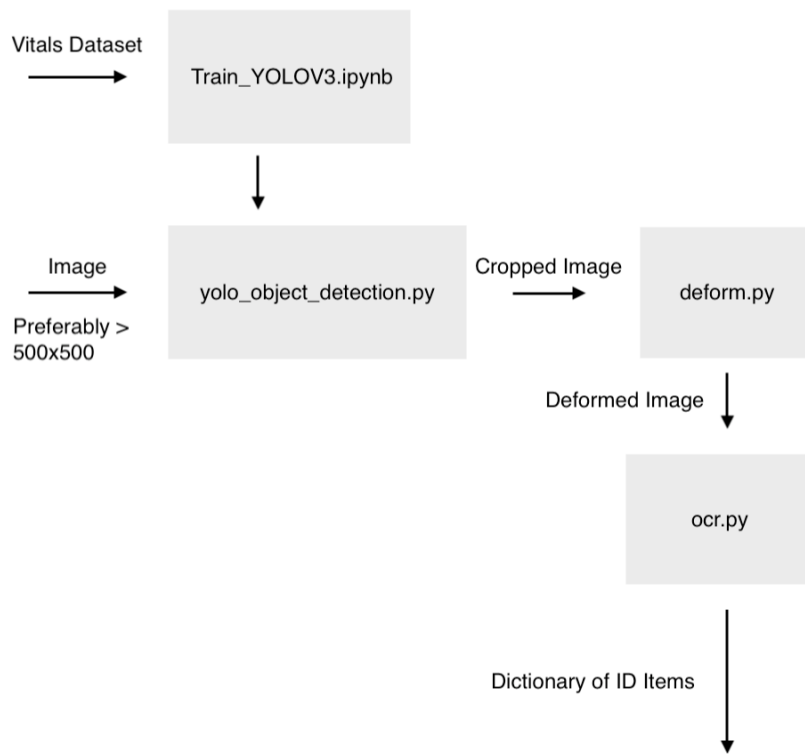 Vitals Dataset
Train_YOLOV3.ipynb
Image
Preferably >
500x500
yolo_object_detection.py
Cropped Image
deform.py
Deformed Image
ocr.py
Dictionary of ID Items